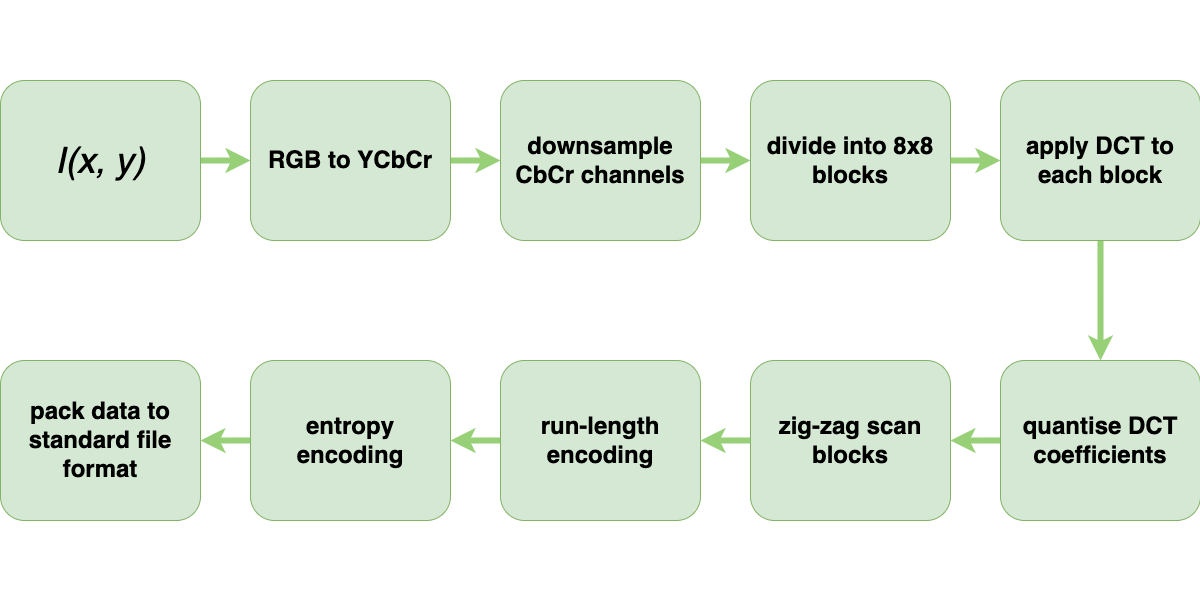 I(x, y)
RGB to YCbCr
downsample
CbCr channels
divide into 8x8
blocks
apply DCT to
each block
quantise DCT
coefficients
zig-zag scan
blocks
run-length
encoding
entropy
encoding
pack data to
standard file
format